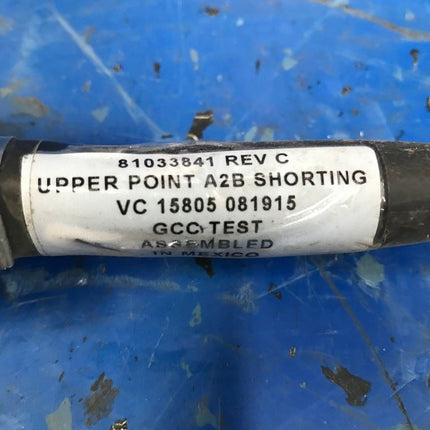 81033841 REV C
UPPER POINT A2B SHORTING
VC 15805 081915
GCC TEST
ASSEMBLED
IN MEXICO